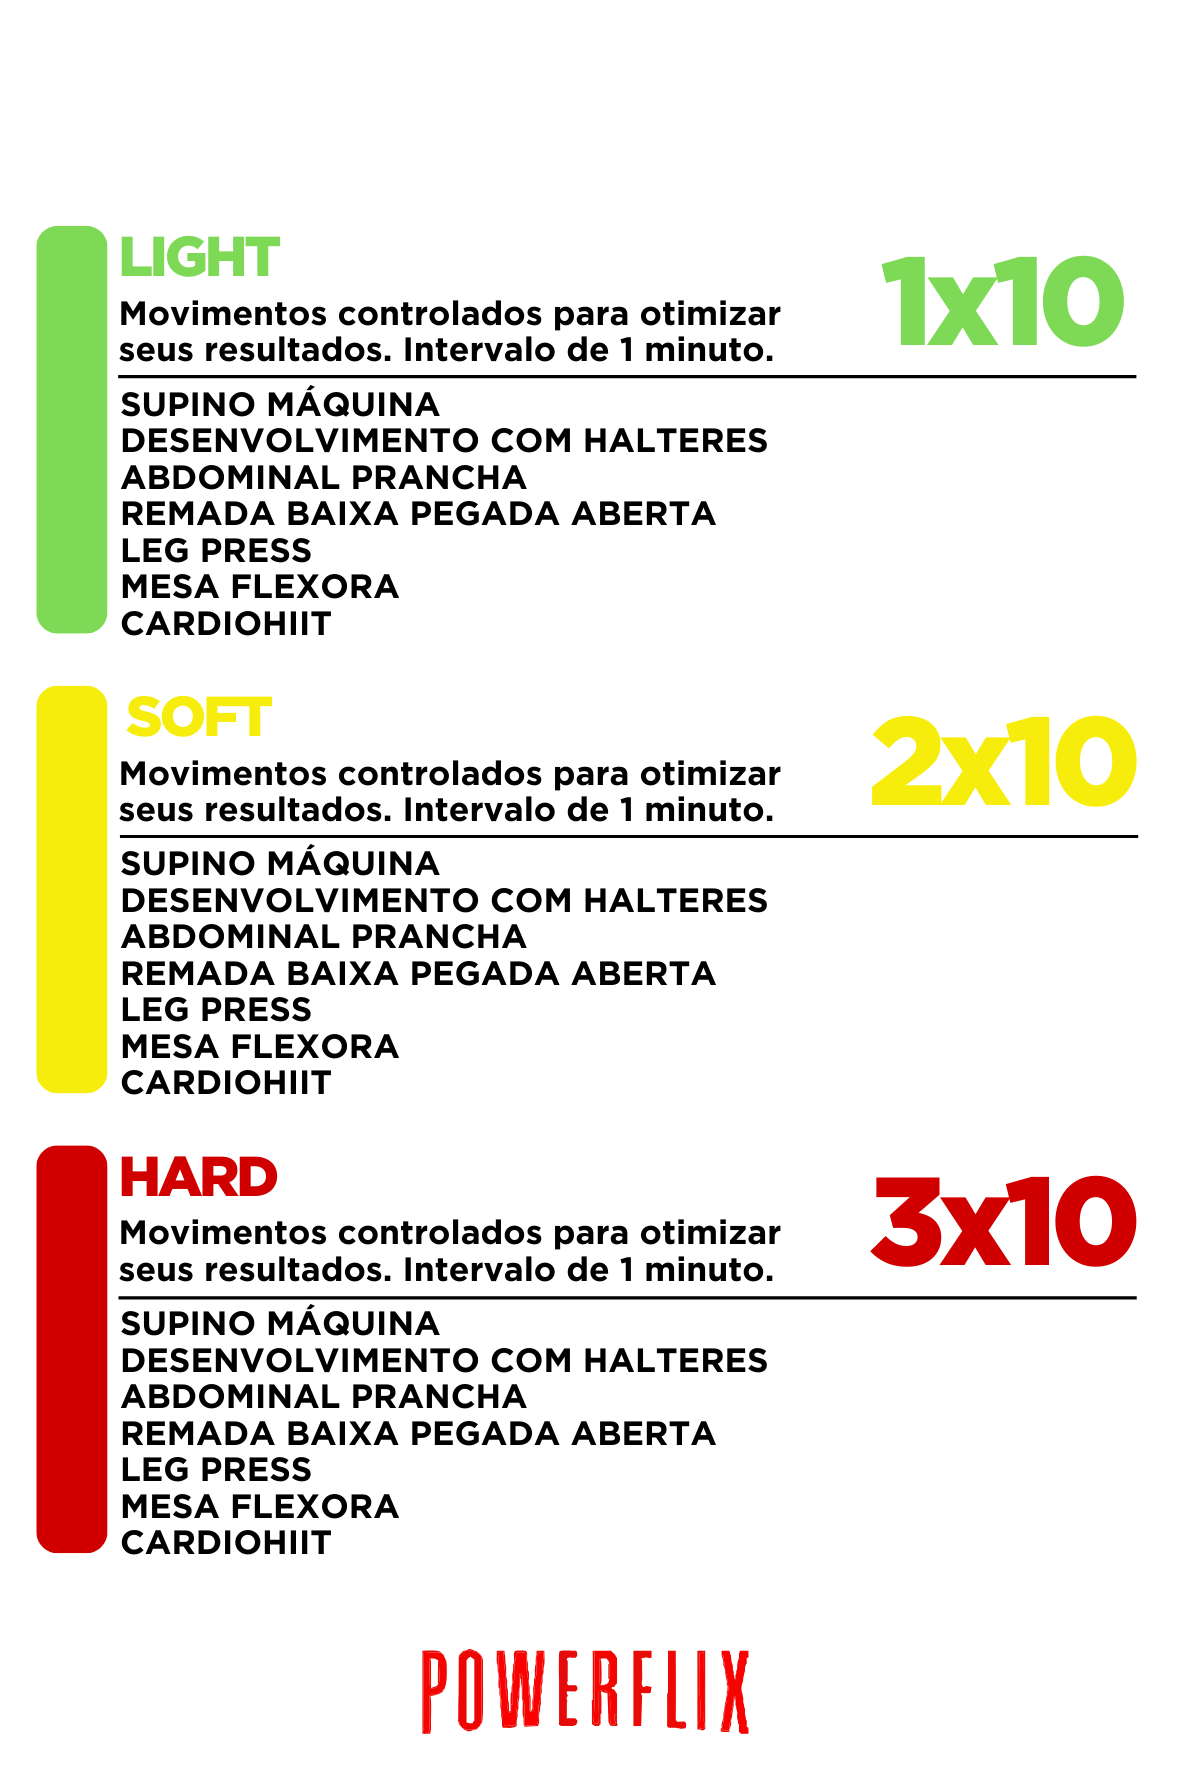 LIGHT
1x10
Movimentos controlados para otimizar
seus resultados. Intervalo de 1 minuto.
SUPINO MÁQUINA
DESENVOLVIMENTO COM HALTERES
ABDOMINAL PRANCHA
REMADA BAIXA PEGADA ABERTA
LEG PRESS
MESA FLEXORA
CARDIOHIIT
SOFT
2x10
Movimentos controlados para otimizar
seus resultados. Intervalo de 1 minuto.
SUPINO MÁQUINA
DESENVOLVIMENTO COM HALTERES
ABDOMINAL PRANCHA
REMADA BAIXA PEGADA ABERTA
LEG PRESS
MESA FLEXORA
CARDIOHIIT
HARD
3x10
Movimentos controlados para otimizar
seus resultados. Intervalo de 1 minuto.
SUPINO MÁQUINA
DESENVOLVIMENTO COM HALTERES
ABDOMINAL PRANCHA
REMADA BAIXA PEGADA ABERTA
LEG PRESS
MESA FLEXORA
CARDIOHIIT
POWERFLIX